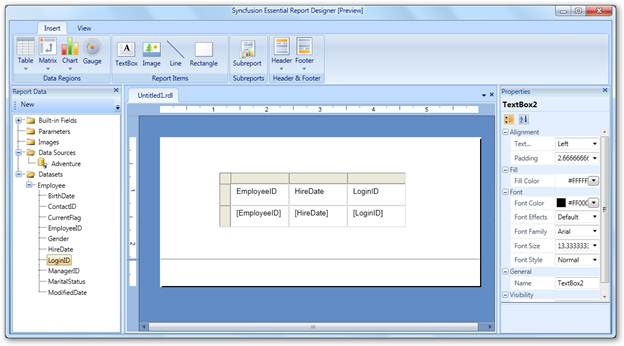 Syncfusion Essential Report Designer [Preview]
Insert View
Table Matrix Chart Gauge
TextBox Image Line Rectangle
Subreport
Header Footer
Data Regions
Report Items
Subreports
Header & Footer
Report Data
New
Built-in Fields
Parameters
Images
Data Sources
Adventure
Datasets
Employee
BirthDate
ContactID
CurrentFlag
EmployeeID
Gender
HireDate
LoginID
ManagerID
MaritalStatus
ModifiedDate
Untitled1.rdl
1 2 3 4 5
1
2
EmployeeID HireDate LoginID
[EmployeeID] [HireDate] [LoginID]
Properties
TextBox2
Alignment
Text... Left
Padding 2.66666666
Fill
Fill Color #FFFFF
Font
Font Color #FF000
Font Effects Default
Font Family Arial
Font Size 13.3333333
Font Style Normal
General
Name TextBox2
Visibility